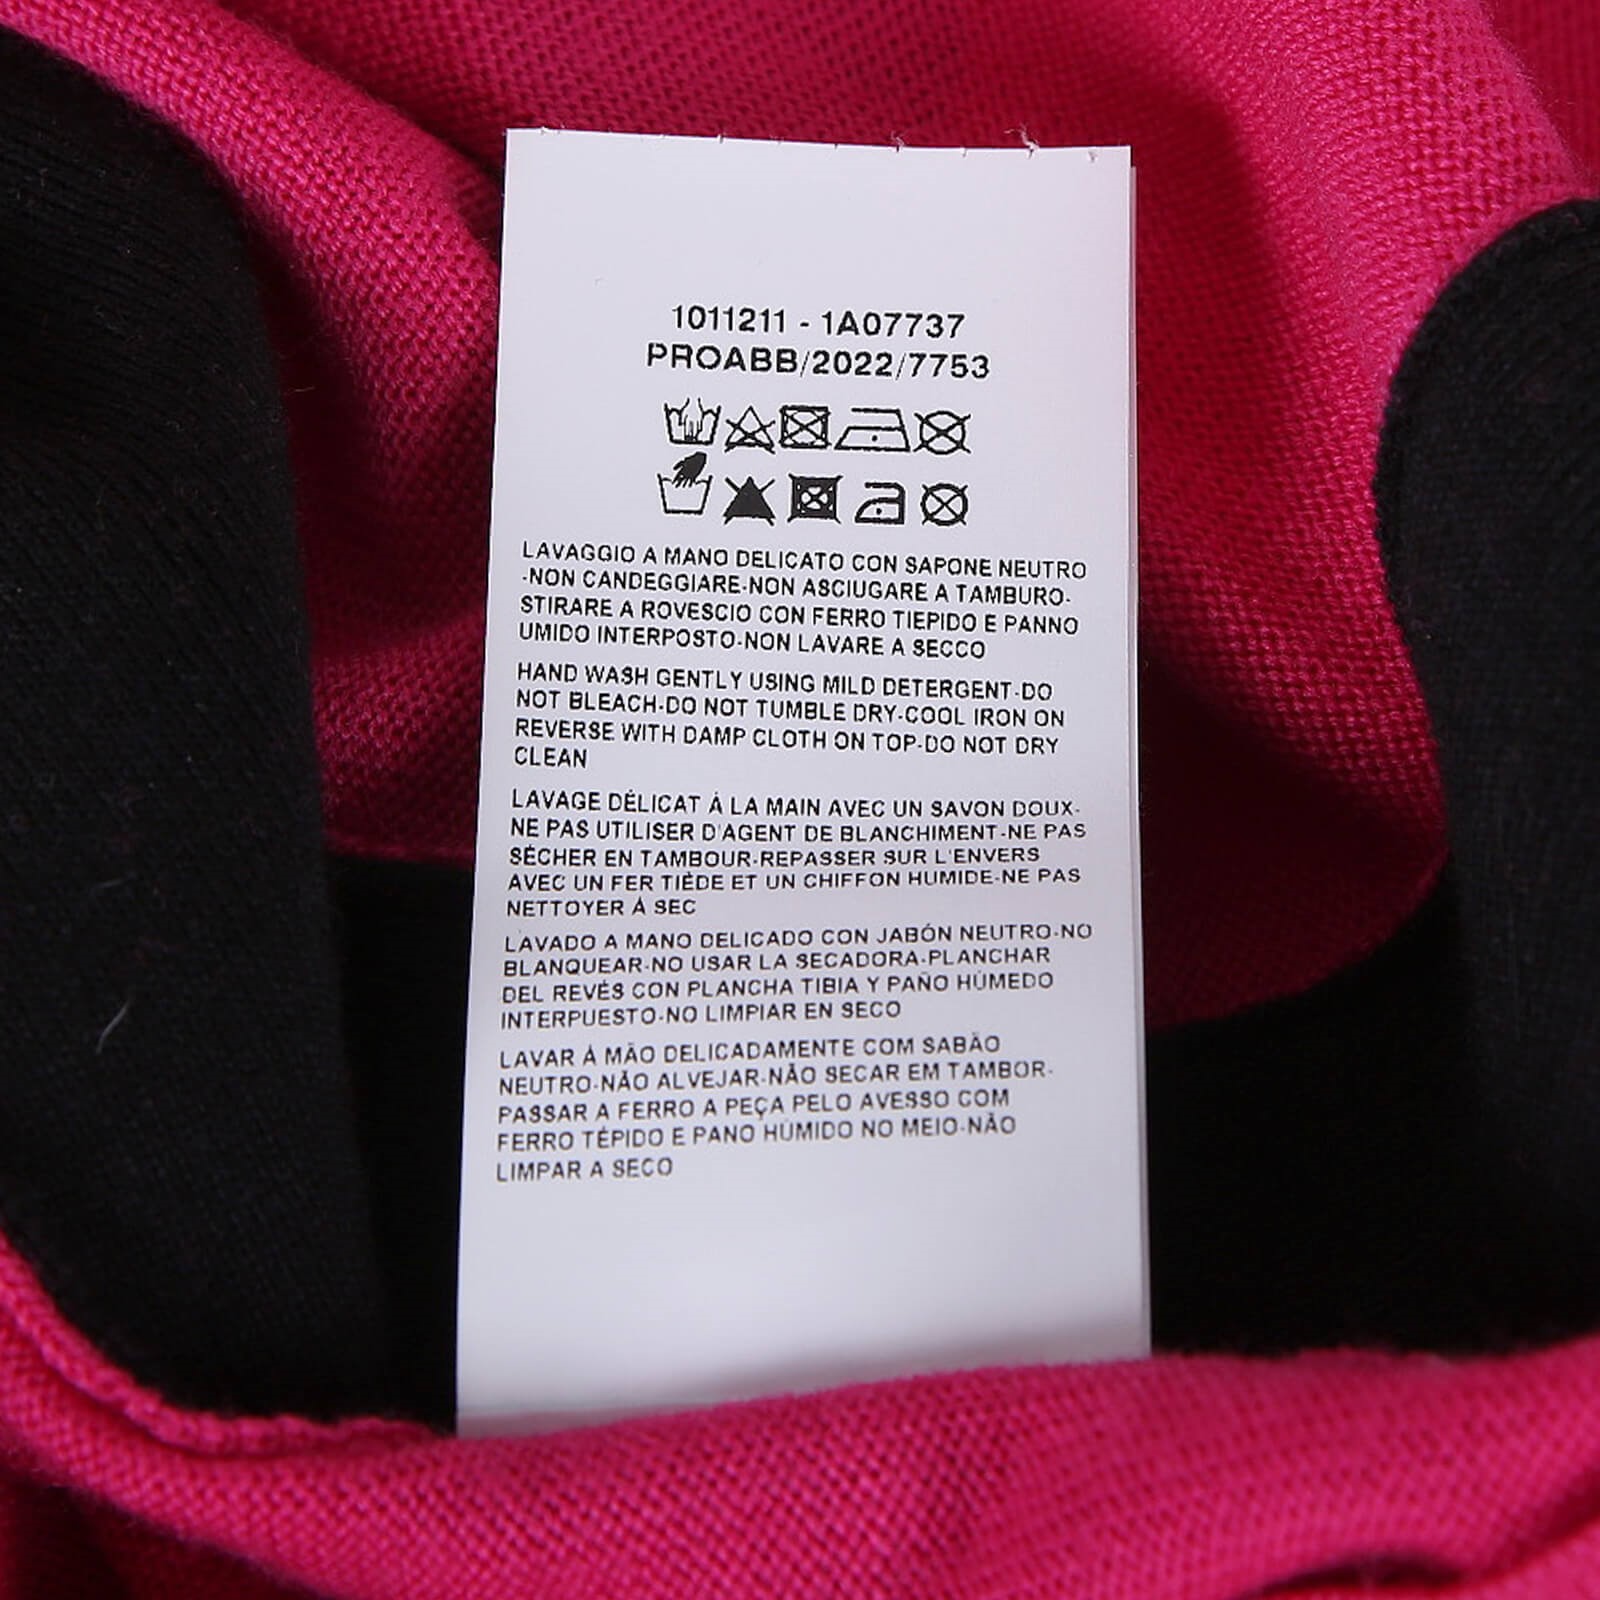 1011211 - 1A07737
PROABB/2022/7753
LAVAGGIO A MANO DELICATO CON SAPONE NEUTRO
-NON CANDEGGIARE-NON ASCIUGARE A TAMBURO-
STIRARE A ROVESCIO CON FERRO TIEPIDO E PANNO
UMIDO INTERPOSTO-NON LAVARE A SECCO
HAND WASH GENTLY USING MILD DETERGENT-DO
NOT BLEACH-DO NOT TUMBLE DRY-COOL IRON ON
REVERSE WITH DAMP CLOTH ON TOP-DO NOT DRY
CLEAN
LAVAGE DÉLICAT À LA MAIN AVEC UN SAVON DOUX-
NE PAS UTILISER D'AGENT DE BLANCHIMENT-NE PAS
SÉCHER EN TAMBOUR-REPASSER SUR L'ENVERS
AVEC UN FER TIÈDE ET UN CHIFFON HUMIDE-NE PAS
NETTOYER À SEC
LAVADO A MANO DELICADO CON JABÓN NEUTRO-NO
BLANQUEAR-NO USAR LA SECADORA-PLANCHAR
DEL REVÉS CON PLANCHA TIBIA Y PAÑO HÚMEDO
INTERPUESTO-NO LIMPIAR EN SECO
LAVAR À MÃO DELICADAMENTE COM SABÃO
NEUTRO-NÃO ALVEJAR-NÃO SECAR EM TAMBOR-
PASSAR A FERRO A PEÇA PELO AVESSO COM
FERRO TÉPIDO E PANO HÚMIDO NO MEIO-NÃO
LIMPAR A SECO